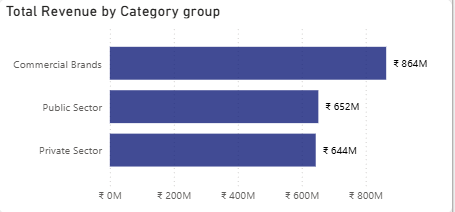 Total Revenue by Category group
Commercial Brands ₹ 864M
Public Sector ₹ 652M
Private Sector ₹ 644M
₹ 0M ₹ 200M ₹ 400M ₹ 600M ₹ 800M